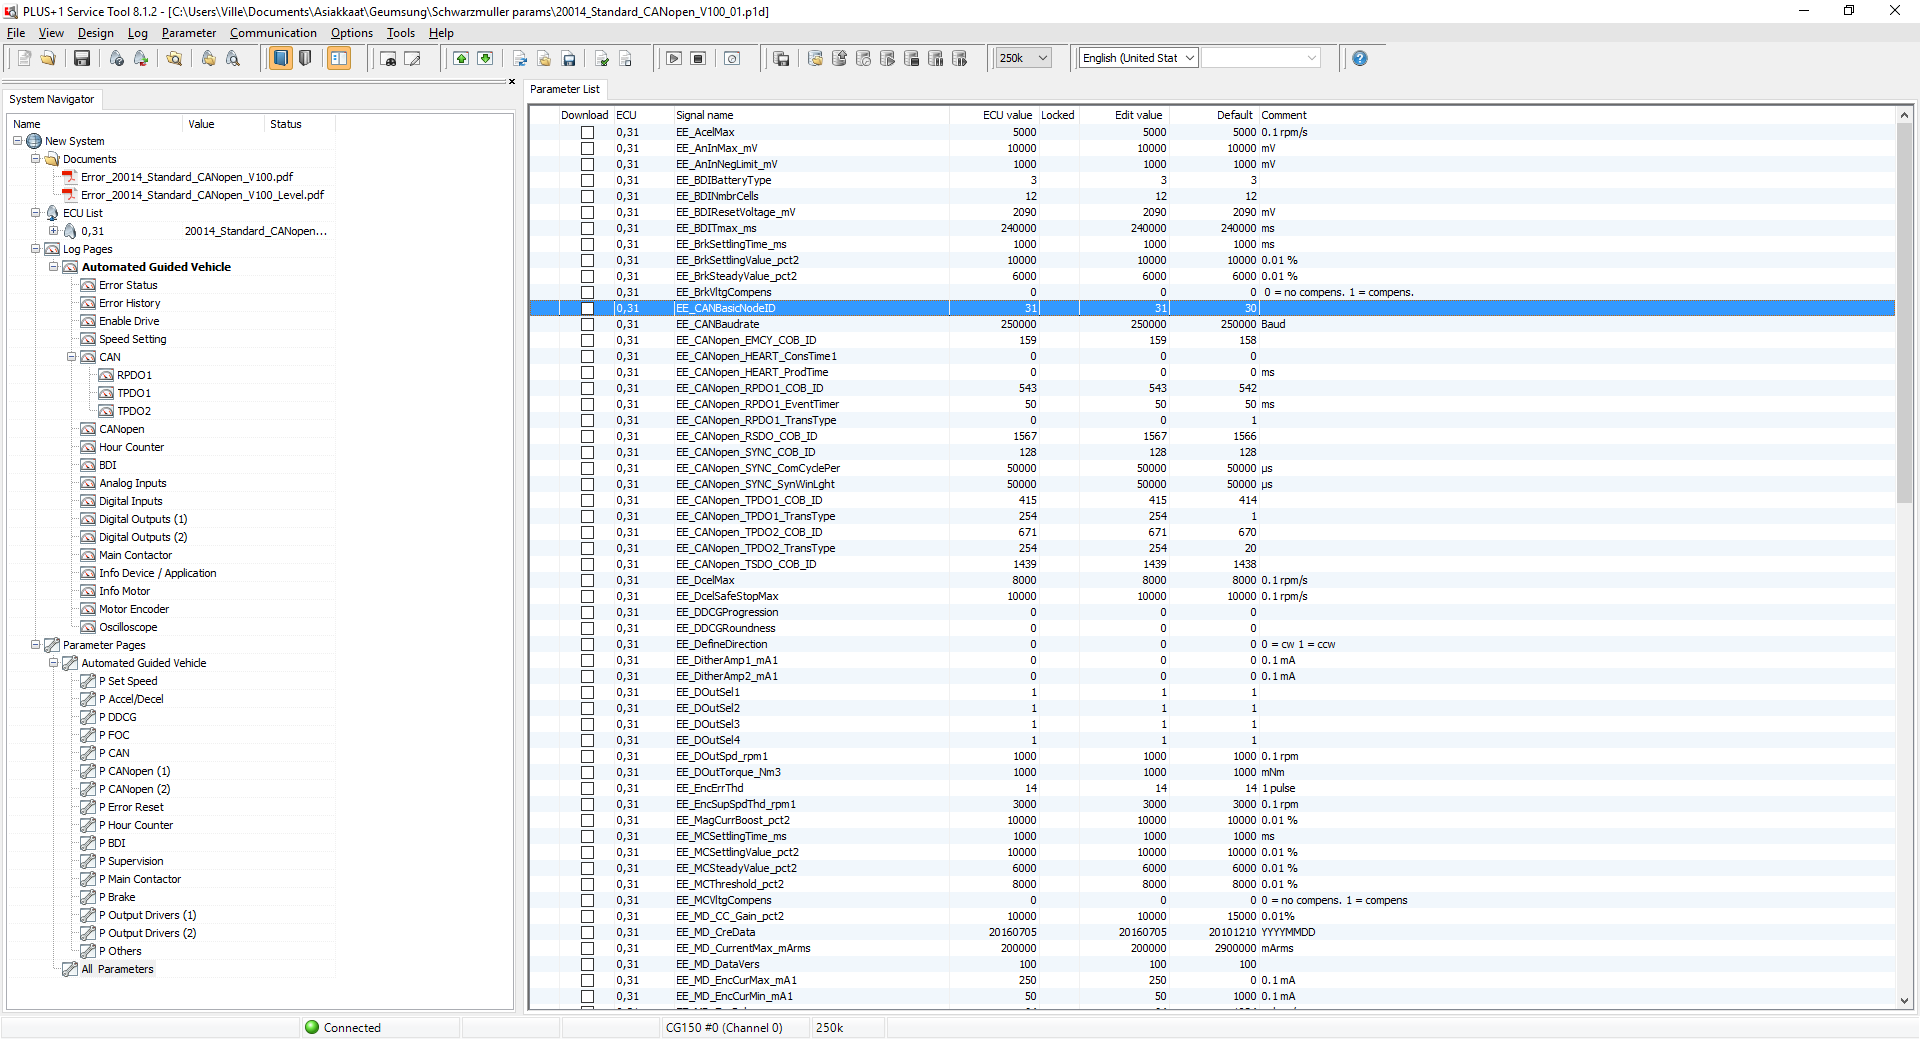 PLUS+1 Service Tool 8.1.2 - [C:\Users\Ville\Documents\Asiakkaat\Geumsung\Schwarzmuller params\20014_Standard_CANopen_V100_01.p1d]
File View Design Log Parameter Communication Options Tools Help
250k English (United Stat
System Navigator
Name Value Status
New System
Documents
Error_20014_Standard_CANopen_V100.pdf
Error_20014_Standard_CANopen_V100_Level.pdf
ECU List
0,31 20014_Standard_CANopen...
Log Pages
Automated Guided Vehicle
Error Status
Error History
Enable Drive
Speed Setting
CAN
RPDO1
TPDO1
TPDO2
CANopen
Hour Counter
BDI
Analog Inputs
Digital Inputs
Digital Outputs (1)
Digital Outputs (2)
Main Contactor
Info Device / Application
Info Motor
Motor Encoder
Oscilloscope
Parameter Pages
Automated Guided Vehicle
P Set Speed
P Accel/Decel
P DDCG
P FOC
P CAN
P CANopen (1)
P CANopen (2)
P Error Reset
P Hour Counter
P BDI
P Supervision
P Main Contactor
P Brake
P Output Drivers (1)
P Output Drivers (2)
P Others
All Parameters
Parameter List
Download ECU Signal name ECU value Locked Edit value Default Comment
0,31 EE_AcelMax 5000 5000 5000 0.1 rpm/s
0,31 EE_AnInMax_mV 10000 10000 10000 mV
0,31 EE_AnInNegLimit_mV 1000 1000 1000 mV
0,31 EE_BDIBatteryType 3 3 3
0,31 EE_BDINmbrCells 12 12 12
0,31 EE_BDIResetVoltage_mV 2090 2090 2090 mV
0,31 EE_BDITmax_ms 240000 240000 240000 ms
0,31 EE_BrkSettlingTime_ms 1000 1000 1000 ms
0,31 EE_BrkSettlingValue_pct2 10000 10000 10000 0.01 %
0,31 EE_BrkSteadyValue_pct2 6000 6000 6000 0.01 %
0,31 EE_BrkVltgCompens 0 0 0 0 = no compens. 1 = compens.
0,31 EE_CANBasicNodeID 31 31 30
0,31 EE_CANBaudrate 250000 250000 250000 Baud
0,31 EE_CANopen_EMCY_COB_ID 159 159 158
0,31 EE_CANopen_HEART_ConsTime1 0 0 0
0,31 EE_CANopen_HEART_ProdTime 0 0 0 ms
0,31 EE_CANopen_RPDO1_COB_ID 543 543 542
0,31 EE_CANopen_RPDO1_EventTimer 50 50 50 ms
0,31 EE_CANopen_RPDO1_TransType 0 0 1
0,31 EE_CANopen_RSDO_COB_ID 1567 1567 1566
0,31 EE_CANopen_SYNC_COB_ID 128 128 128
0,31 EE_CANopen_SYNC_ComCyclePer 50000 50000 50000 µs
0,31 EE_CANopen_SYNC_SynWinLght 50000 50000 50000 µs
0,31 EE_CANopen_TPDO1_COB_ID 415 415 414
0,31 EE_CANopen_TPDO1_TransType 254 254 1
0,31 EE_CANopen_TPDO2_COB_ID 671 671 670
0,31 EE_CANopen_TPDO2_TransType 254 254 20
0,31 EE_CANopen_TSDO_COB_ID 1439 1439 1438
0,31 EE_DcelMax 8000 8000 8000 0.1 rpm/s
0,31 EE_DcelSafeStopMax 10000 10000 10000 0.1 rpm/s
0,31 EE_DDCGProgression 0 0 0
0,31 EE_DDCGRoundness 0 0 0
0,31 EE_DefineDirection 0 0 0 0 = cw 1 = ccw
0,31 EE_DitherAmp1_mA1 0 0 0 0.1 mA
0,31 EE_DitherAmp2_mA1 0 0 0 0.1 mA
0,31 EE_DOutSel1 1 1 1
0,31 EE_DOutSel2 1 1 1
0,31 EE_DOutSel3 1 1 1
0,31 EE_DOutSel4 1 1 1
0,31 EE_DOutSpd_rpm1 1000 1000 1000 0.1 rpm
0,31 EE_DOutTorque_Nm3 1000 1000 1000 mNm
0,31 EE_EncErrThd 14 14 14 1 pulse
0,31 EE_EncSupSpdThd_rpm1 3000 3000 3000 0.1 rpm
0,31 EE_MagCurrBoost_pct2 10000 10000 10000 0.01 %
0,31 EE_MCSettlingTime_ms 1000 1000 1000 ms
0,31 EE_MCSettlingValue_pct2 10000 10000 10000 0.01 %
0,31 EE_MCSteadyValue_pct2 6000 6000 6000 0.01 %
0,31 EE_MCThreshold_pct2 8000 8000 8000 0.01 %
0,31 EE_MCVltgCompens 0 0 0 0 = no compens. 1 = compens
0,31 EE_MD_CC_Gain_pct2 10000 10000 15000 0.01%
0,31 EE_MD_CreData 20160705 20160705 20101210 YYYYMMDD
0,31 EE_MD_CurrentMax_mArms 200000 200000 2900000 mArms
0,31 EE_MD_DataVers 100 100 100
0,31 EE_MD_EncCurMax_mA1 250 250 0 0.1 mA
0,31 EE_MD_EncCurMin_mA1 50 50 1000 0.1 mA
Connected CG150 #0 (Channel 0) 250k